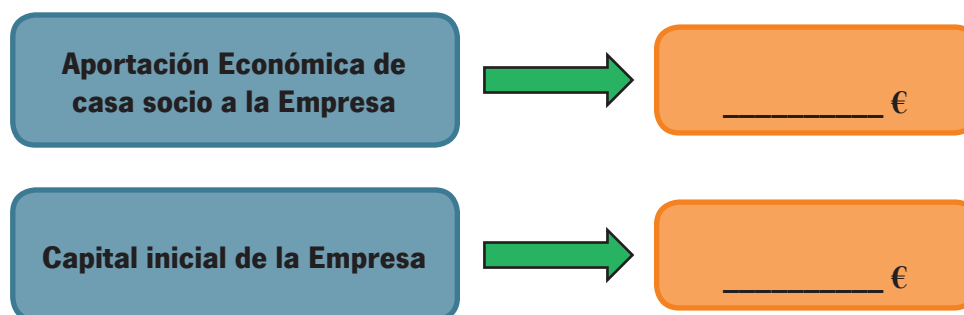 Aportación Económica de
casa socio a la Empresa
__________ €
Capital inicial de la Empresa
__________ €